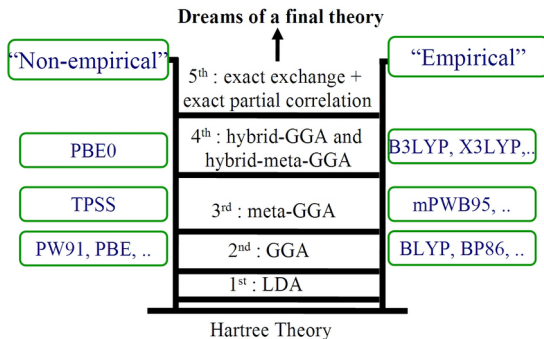 Dreams of a final theory
“Non-empirical”
“Empirical”
5th : exact exchange +
exact partial correlation
PBE0
4th : hybrid-GGA and
hybrid-meta-GGA
B3LYP, X3LYP,..
TPSS
3rd : meta-GGA
mPWB95, ..
PW91, PBE, ..
2nd : GGA
BLYP, BP86, ..
1st : LDA
Hartree Theory